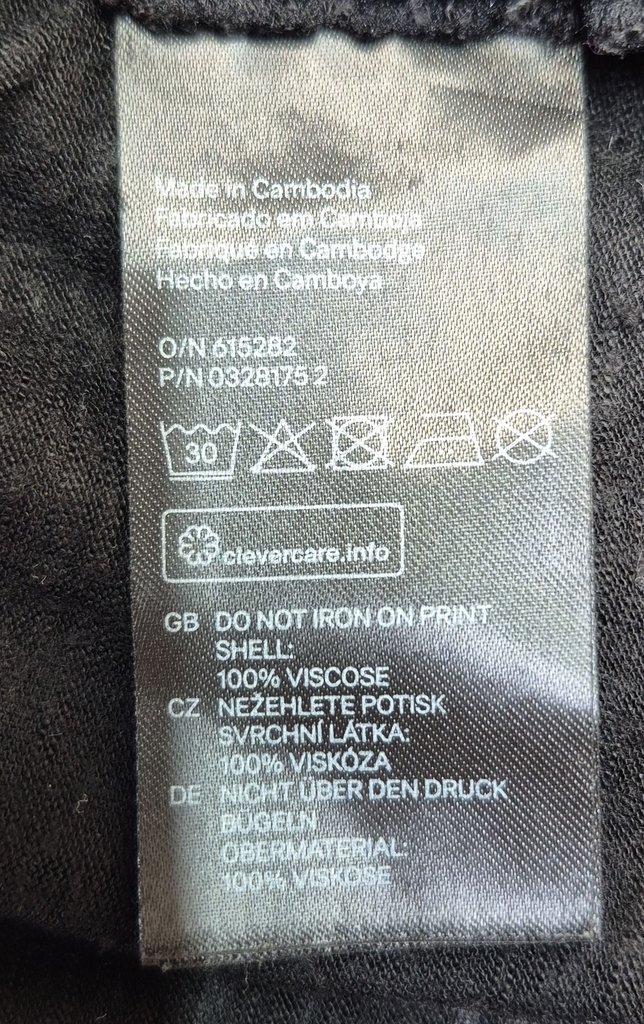 Made in Cambodia
Fabricado em Camboja
Fabriqué en Cambodge
Hecho en Camboya
O/N 615282
P/N 0328175 2
30
clevercare.info
GB DO NOT IRON ON PRINT
SHELL:
100% VISCOSE
CZ NEŽEHLETE POTISK
SVRCHNÍ LÁTKA:
100% VISKÓZA
DE NICHT ÜBER DEN DRUCK
BÜGELN
OBERMATERIAL:
100% VISKOSE